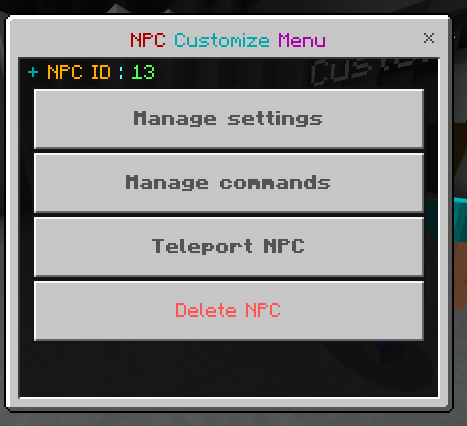 NPC Customize Menu
+ NPC ID : 13
Manage settings
Manage commands
Teleport NPC
Delete NPC